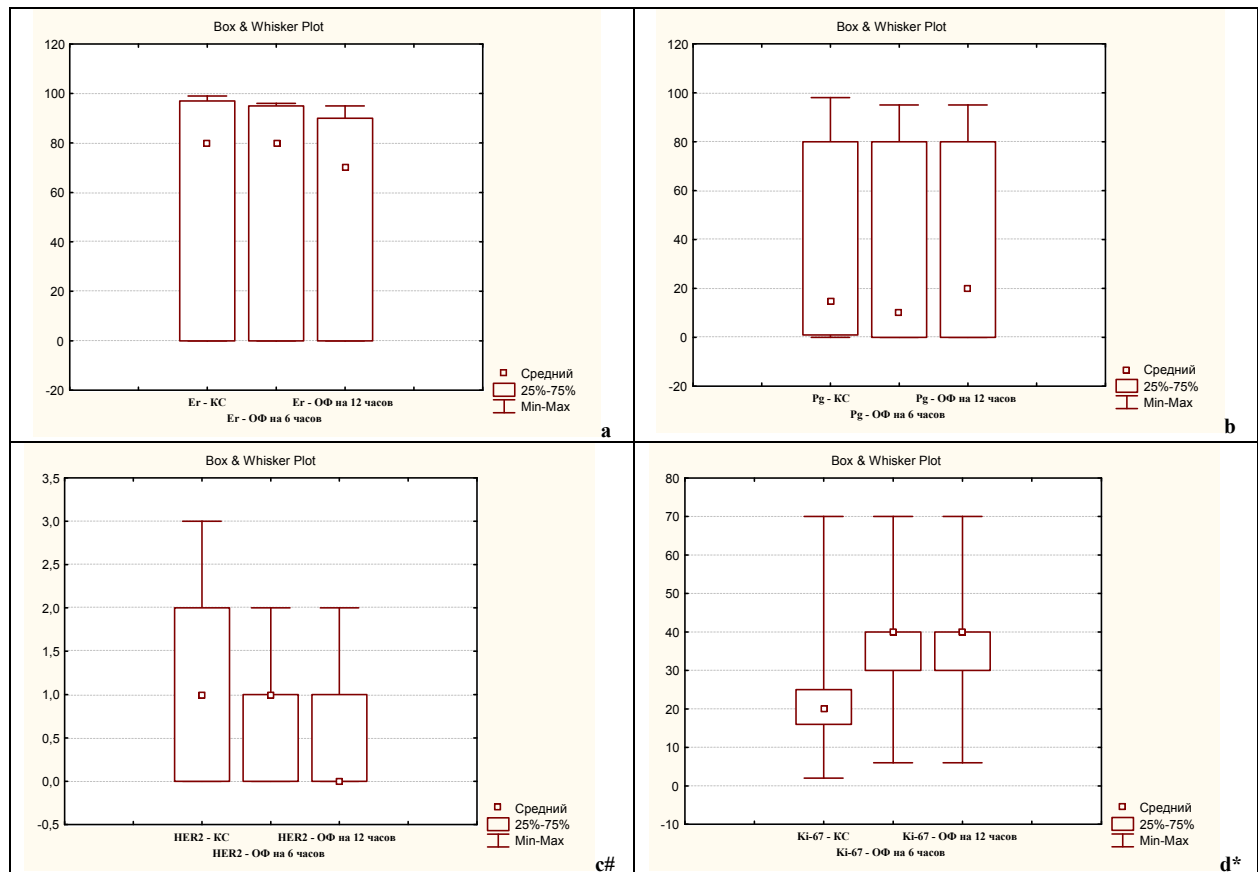 Box & Whisker Plot
120
100
80
60
40
20
0
-20
Er - КС
Er - ОФ на 12 часов
Er - ОФ на 6 часов
Средний
25%-75%
Min-Max
a
Box & Whisker Plot
120
100
80
60
40
20
0
-20
Pg - КС
Pg - ОФ на 12 часов
Pg - ОФ на 6 часов
Средний
25%-75%
Min-Max
b
Box & Whisker Plot
3,5
3,0
2,5
2,0
1,5
1,0
0,5
0,0
-0,5
HER2 - КС
HER2 - ОФ на 12 часов
HER2 - ОФ на 6 часов
Средний
25%-75%
Min-Max
c#
Box & Whisker Plot
80
70
60
50
40
30
20
10
0
-10
Ki-67 - КС
Ki-67 - ОФ на 12 часов
Ki-67 - ОФ на 6 часов
Средний
25%-75%
Min-Max
d*